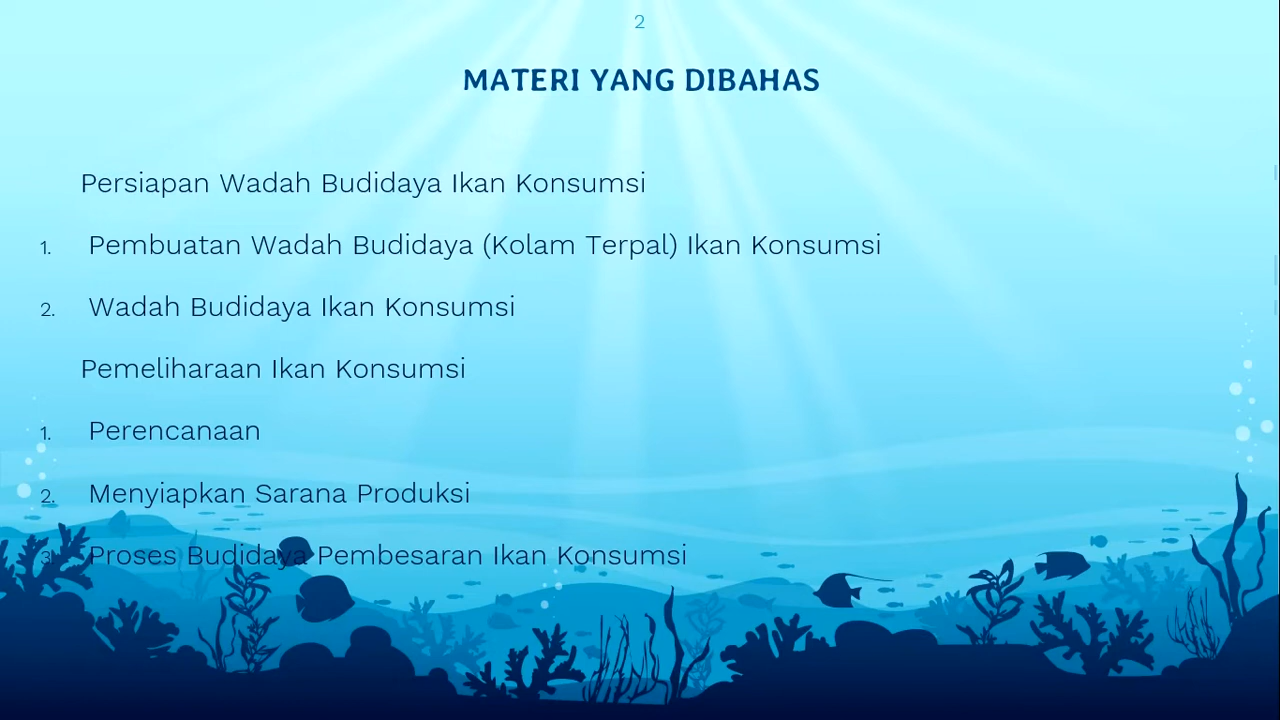 2
MATERI YANG DIBAHAS
Persiapan Wadah Budidaya Ikan Konsumsi
1. Pembuatan Wadah Budidaya (Kolam Terpal) Ikan Konsumsi
2. Wadah Budidaya Ikan Konsumsi
Pemeliharaan Ikan Konsumsi
1. Perencanaan
2. Menyiapkan Sarana Produksi
3. Proses Budidaya Pembesaran Ikan Konsumsi